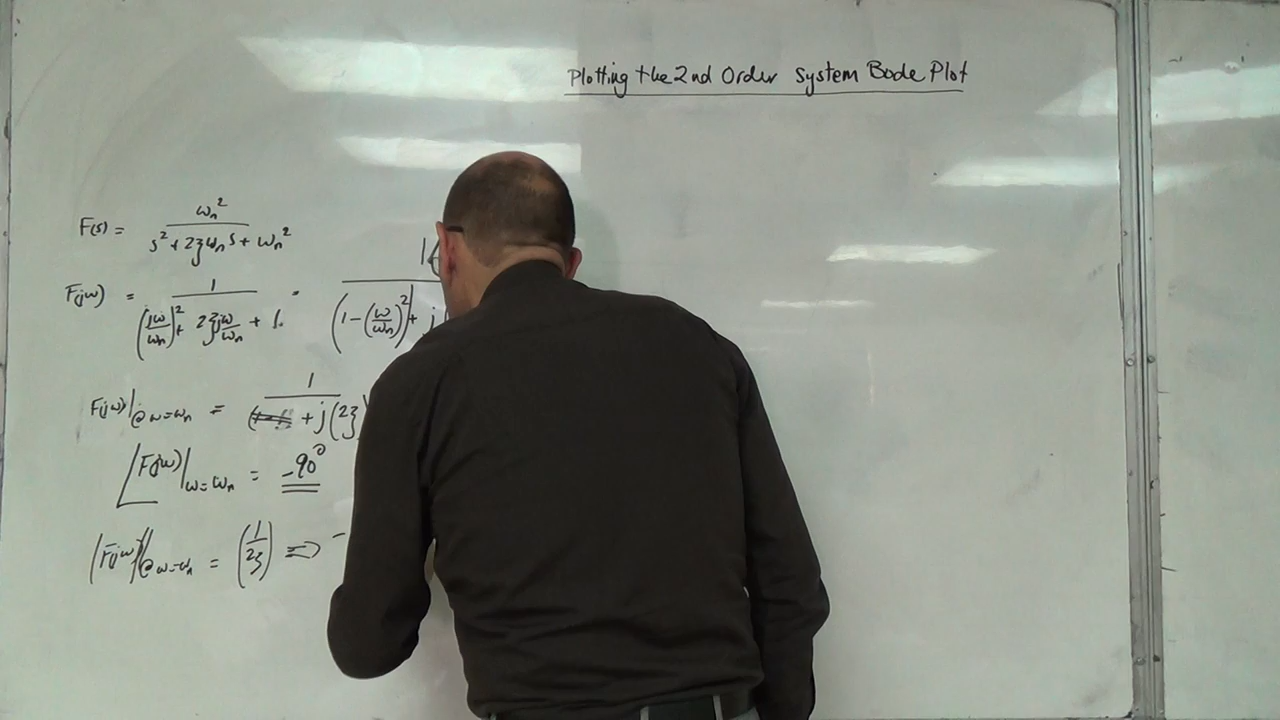 Plotting the 2nd Order System Bode Plot
F(s) = ωn² / s² + 2ζωn s + ωn²
F(jω) = 1 / (jω/ωn)² + 2ζjω/ωn + 1. = 1 / (1-(ω/ωn)²) + j
F(jω)|@ω=ωn = 1 / + j(2ζ)
∠F(jω)|ω=ωn = -90°
|F(jω)|@ω=ωn = (1/2ζ) ⇒ -